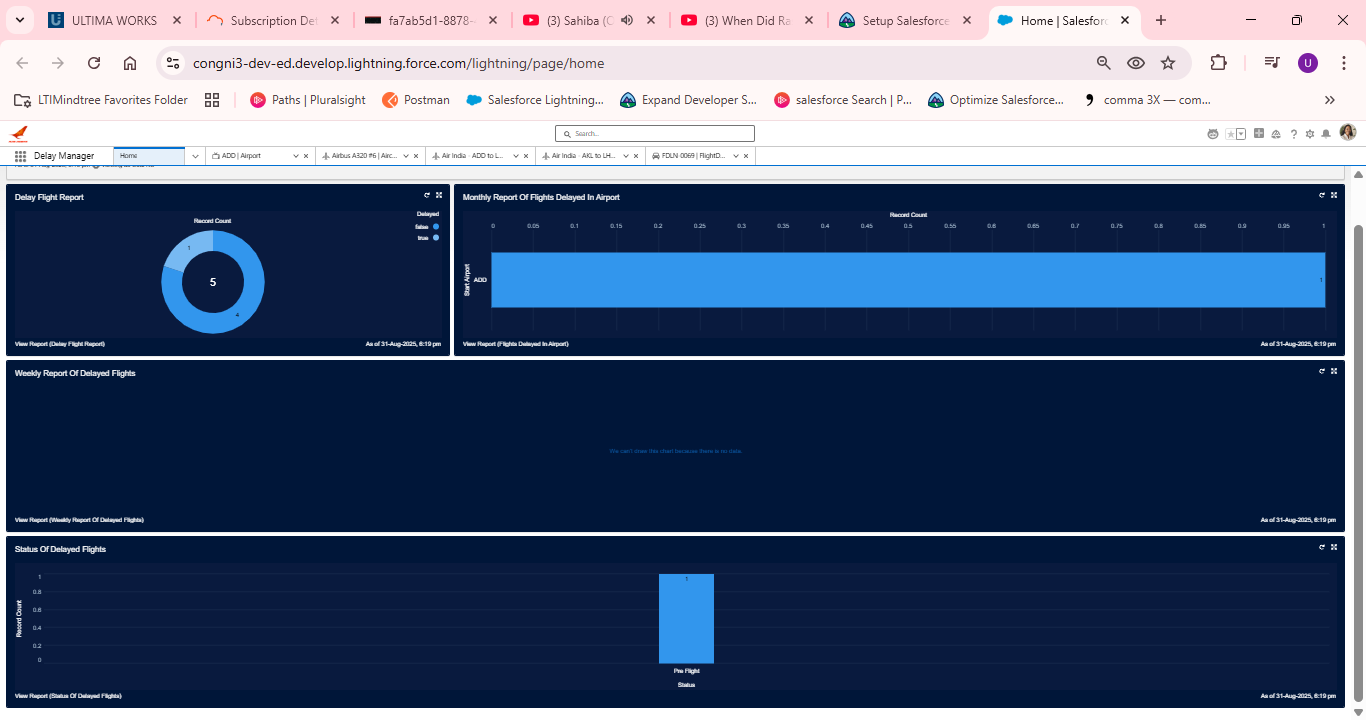 ULTIMA WORKS
Subscription Det
fa7ab5d1-8878-
(3) Sahiba (O
(3) When Did Ra
Setup Salesforce
Home | Salesforc
congni3-dev-ed.develop.lightning.force.com/lightning/page/home
U
LTIMindtree Favorites Folder
Paths | Pluralsight
Postman
Salesforce Lightning...
Expand Developer S...
salesforce Search | P...
Optimize Salesforce...
comma 3X — com...
Search...
Delay Manager
Home
ADD | Airport
Airbus A320 #6 | Airc...
Air India - ADD to L...
Air India - AKL to LH...
FDLN-0069 | FlightD...
Delay Flight Report
Record Count
Delayed
false
true
1
5
4
View Report (Delay Flight Report)
As of 31-Aug-2025, 6:19 pm
Monthly Report Of Flights Delayed In Airport
Record Count
0 0.05 0.1 0.15 0.2 0.25 0.3 0.35 0.4 0.45 0.5 0.55 0.6 0.65 0.7 0.75 0.8 0.85 0.9 0.95 1
Start Airport
ADD
1
View Report (Flights Delayed In Airport)
As of 31-Aug-2025, 6:19 pm
Weekly Report Of Delayed Flights
We can't draw this chart because there is no data.
View Report (Weekly Report Of Delayed Flights)
As of 31-Aug-2025, 6:19 pm
Status Of Delayed Flights
Record Count
1
0.8
0.6
0.4
0.2
0
1
Pre Flight
Status
View Report (Status Of Delayed Flights)
As of 31-Aug-2025, 6:19 pm